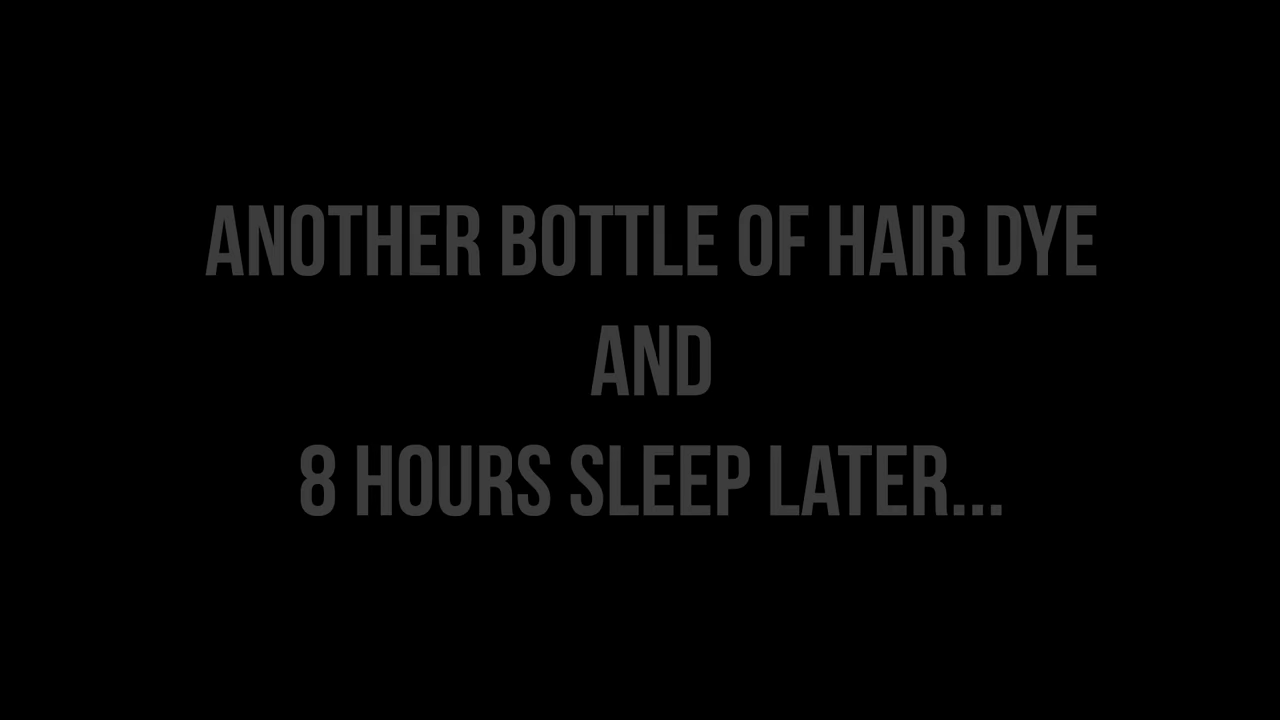 ANOTHER BOTTLE OF HAIR DYE
AND
8 HOURS SLEEP LATER...